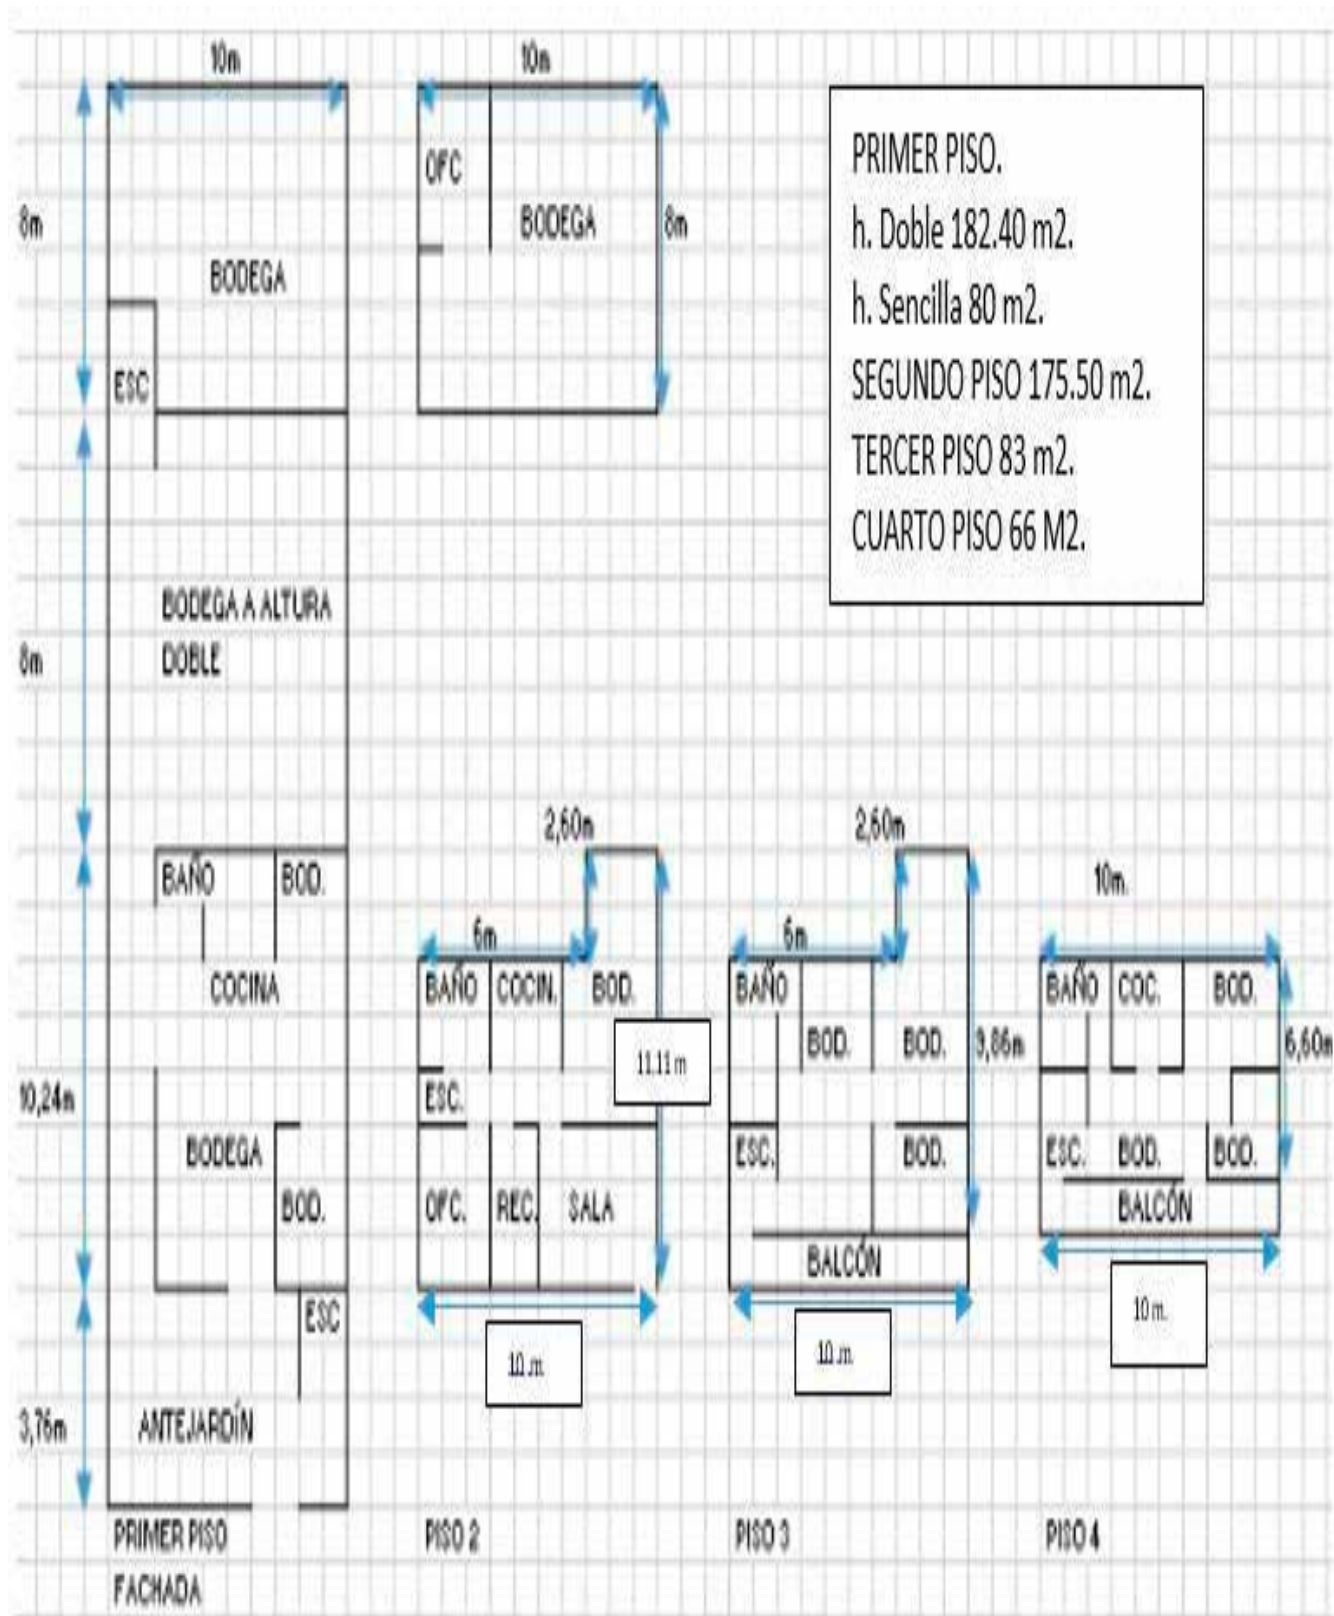 10m
10m
8m
OFC
BODEGA
8m
BODEGA
ESC
PRIMER PISO.
h. Doble 182.40 m2.
h. Sencilla 80 m2.
SEGUNDO PISO 175.50 m2.
TERCER PISO 83 m2.
CUARTO PISO 66 M2.
BODEGA A ALTURA
DOBLE
8m
BAÑO
BOD.
COCINA
10,24m
BODEGA
BOD.
ESC
3,76m
ANTEJARDÍN
PRIMER PISO
FACHADA
2,60m
6m
BAÑO
COCIN.
BOD.
11.11 m
ESC.
OFC.
REC.
SALA
10 m.
PISO 2
2,60m
6m
BAÑO
BOD.
BOD.
9,86m
ESC.
BOD.
BALCÓN
10 m.
PISO 3
10m.
BAÑO
COC.
BOD.
6,60m
ESC.
BOD.
BOD.
BALCÓN
10 m.
PISO 4